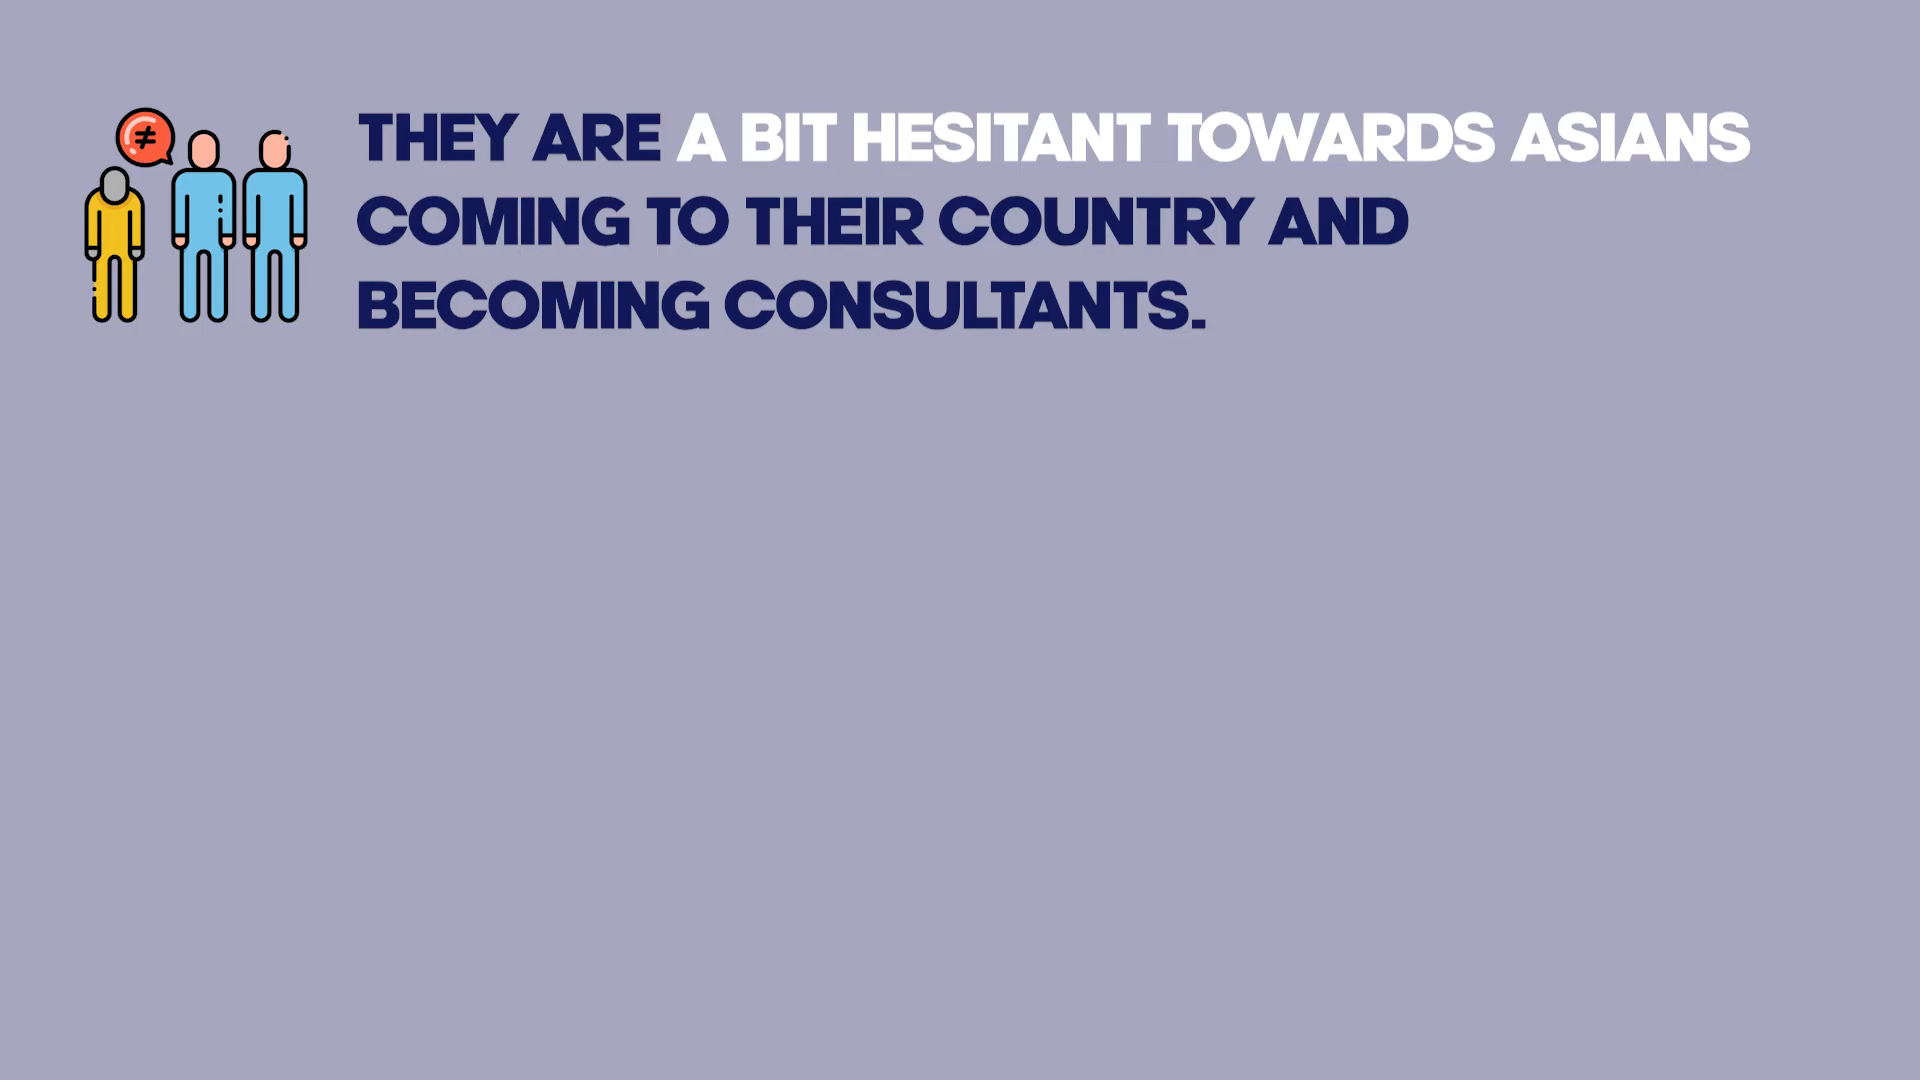 ≠
THEY ARE A BIT HESITANT TOWARDS ASIANS
COMING TO THEIR COUNTRY AND
BECOMING CONSULTANTS.